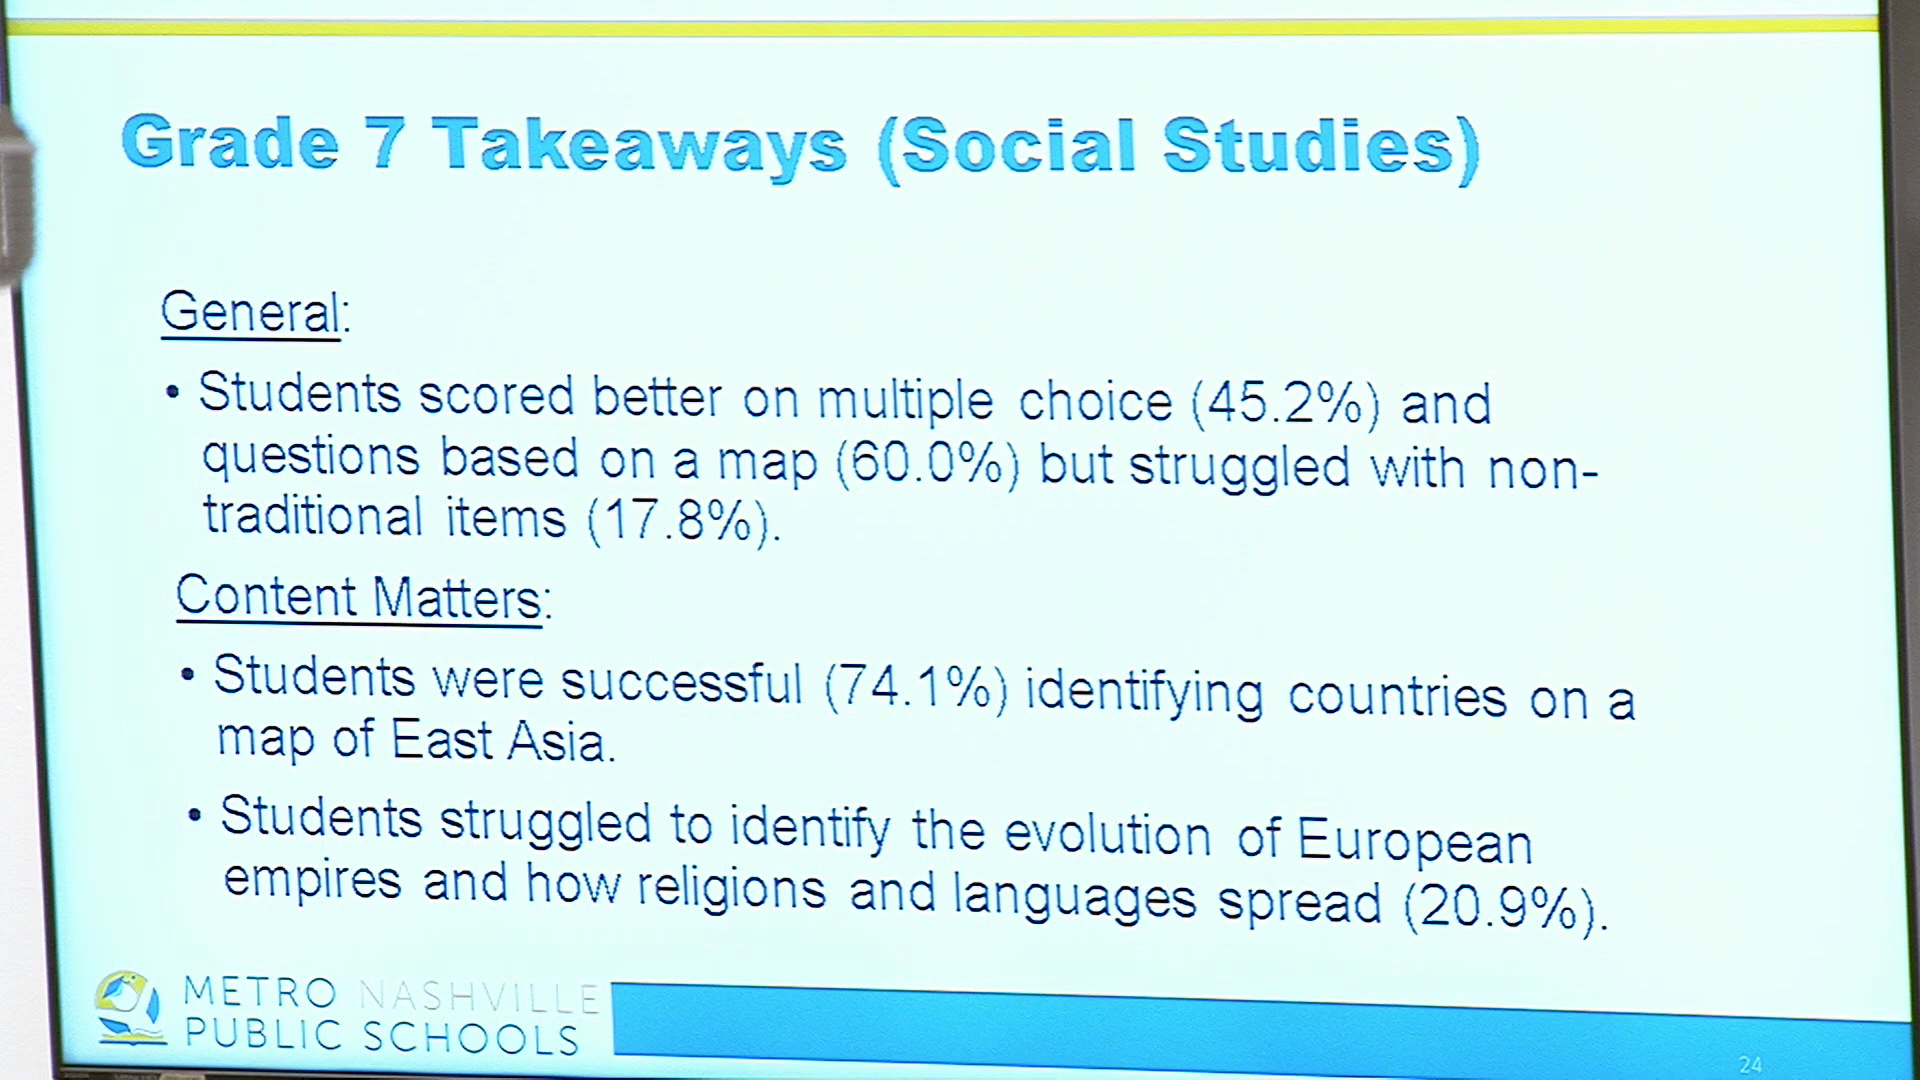 Grade 7 Takeaways (Social Studies)
General:
• Students scored better on multiple choice (45.2%) and
questions based on a map (60.0%) but struggled with non-
traditional items (17.8%).
Content Matters:
• Students were successful (74.1%) identifying countries on a
map of East Asia.
• Students struggled to identify the evolution of European
empires and how religions and languages spread (20.9%).
METRO NASHVILLE
PUBLIC SCHOOLS
24